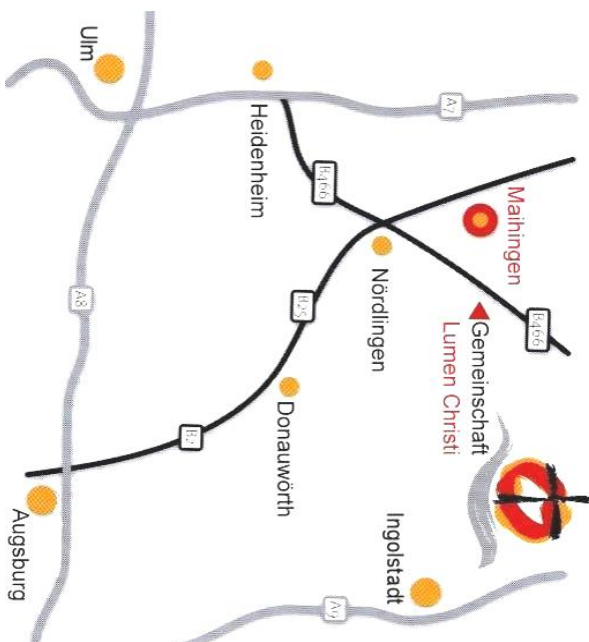 B466
Maihingen
Gemeinschaft
Lumen Christi
A7
Ingolstadt
Nördlingen
A9
B466
B25
Donauwörth
Heidenheim
B2
Ulm
A8
Augsburg